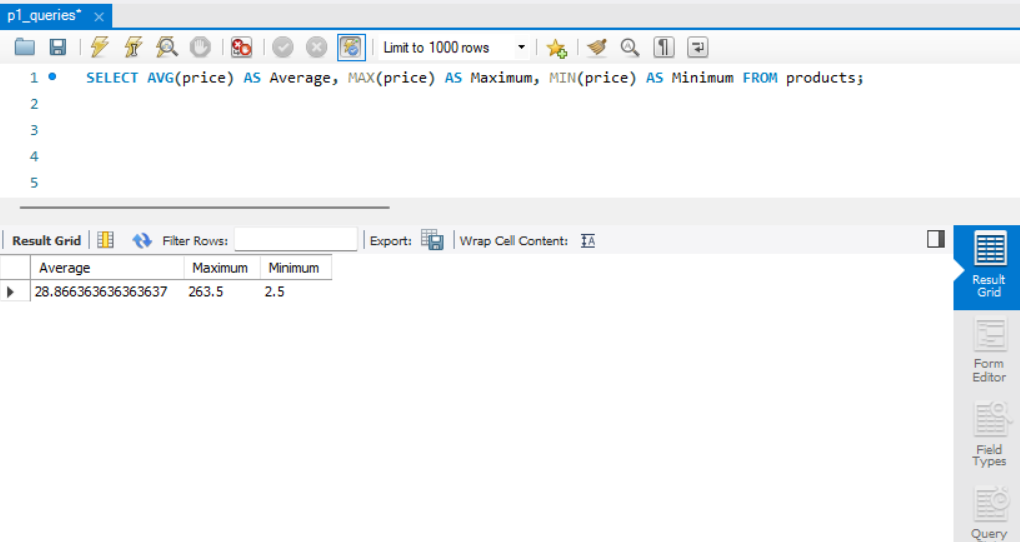 p1_queries*
Limit to 1000 rows
1 SELECT AVG(price) AS Average, MAX(price) AS Maximum, MIN(price) AS Minimum FROM products;
2
3
4
5
Result Grid Filter Rows: Export: Wrap Cell Content:
Average Maximum Minimum
28.866363636363637 263.5 2.5
Result
Grid
Form
Editor
Field
Types
Query